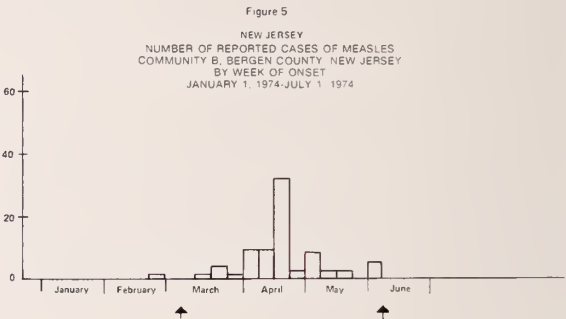 Figure 5
NEW JERSEY
NUMBER OF REPORTED CASES OF MEASLES
COMMUNITY B, BERGEN COUNTY NEW JERSEY
BY WEEK OF ONSET
JANUARY 1, 1974-JULY 1 1974
60
40
20
0
January February March April May June